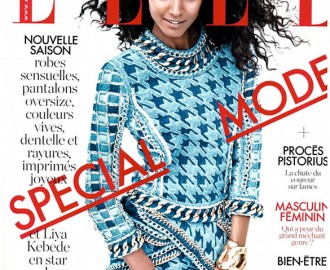 ELLE
NOUVELLE
SAISON
robes
sensuelles,
pantalons
oversize,
couleurs
vives,
dentelle et
rayures,
imprimés
joyeux
et Liya
Kebede
en star
SPECIAL MODE
+
PROCÈS
PISTORIUS
La chute du
coureur
sur lames
MASCULIN
FÉMININ
Qui a peur du
grand méchant
genre ?
BIEN-ÊTRE